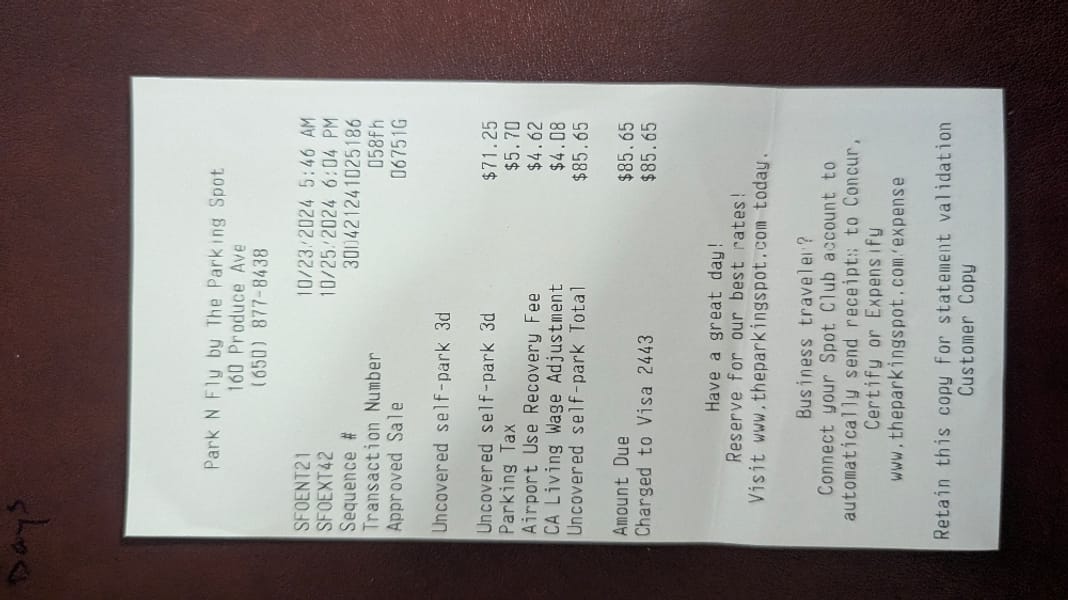 Park N Fly by The Parking Spot
160 Produce Ave
(650) 877-8438
SFOENT21 10/23/2024 5:46 AM
SFOEXT42 10/25/2024 6:04 PM
Sequence # 300421241025186
Transaction Number 058fh
Approved Sale 06751G
Uncovered self-park 3d
Uncovered self-park 3d $71.25
Parking Tax $5.70
Airport Use Recovery Fee $4.62
CA Living Wage Adjustment $4.08
Uncovered self-park Total $85.65
Amount Due $85.65
Charged to Visa 2443 $85.65
Have a great day!
Reserve for our best rates!
Visit www.theparkingspot.com today.
Business traveler?
Connect your Spot Club account to
automatically send receipts to Concur,
Certify or Expensify
www.theparkingspot.com/expense
Retain this copy for statement validation
Customer Copy
Days